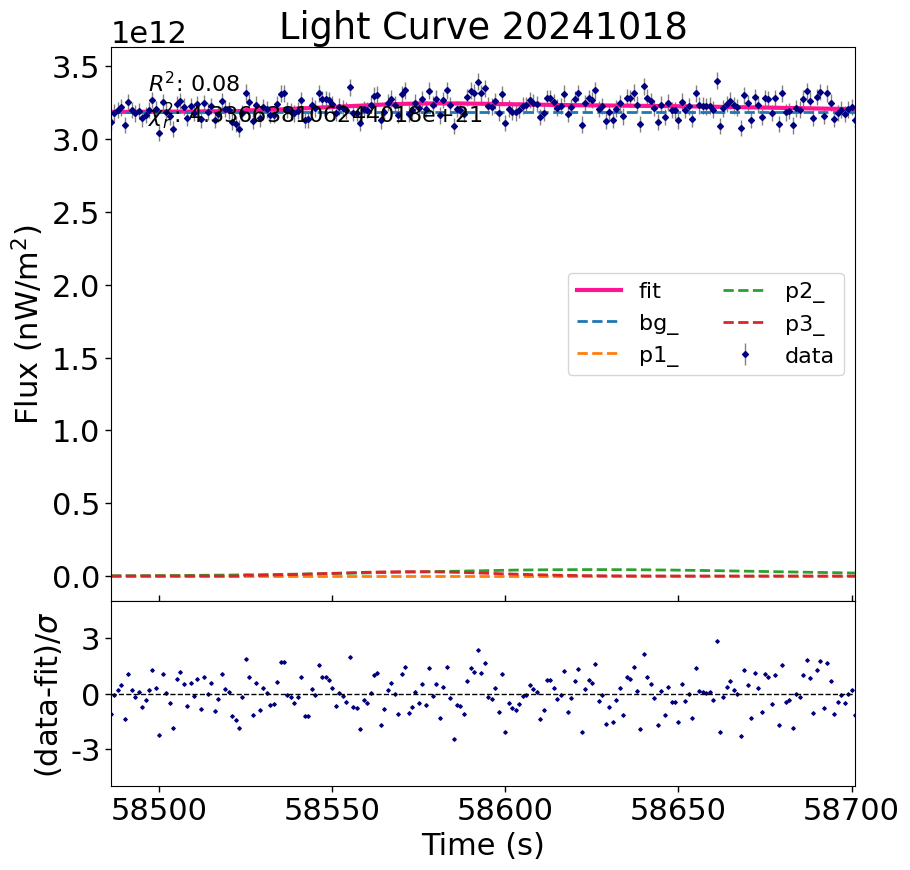 Light Curve 20241018
1e12
3.5
3.0
2.5
2.0
1.5
1.0
0.5
0.0
Flux (nW/m²)
R²: 0.08
fit
bg_
p1_
p2_
p3_
data
3
0
-3
(data-fit)/σ
58500
58550
58600
58650
58700
Time (s)